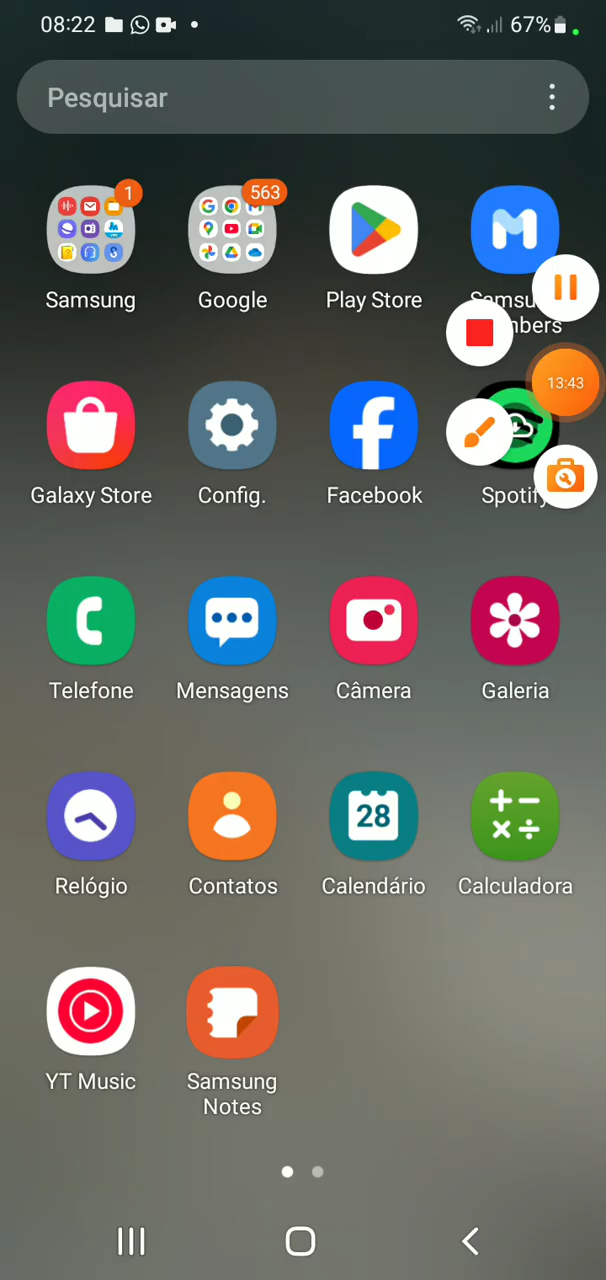 08:22
67%
Pesquisar
1
563
Samsung
Google
Play Store
13:43
Galaxy Store
Config.
Facebook
Spotify
Telefone
Mensagens
Câmera
Galeria
28
Relógio
Contatos
Calendário
Calculadora
YT Music
Samsung
Notes